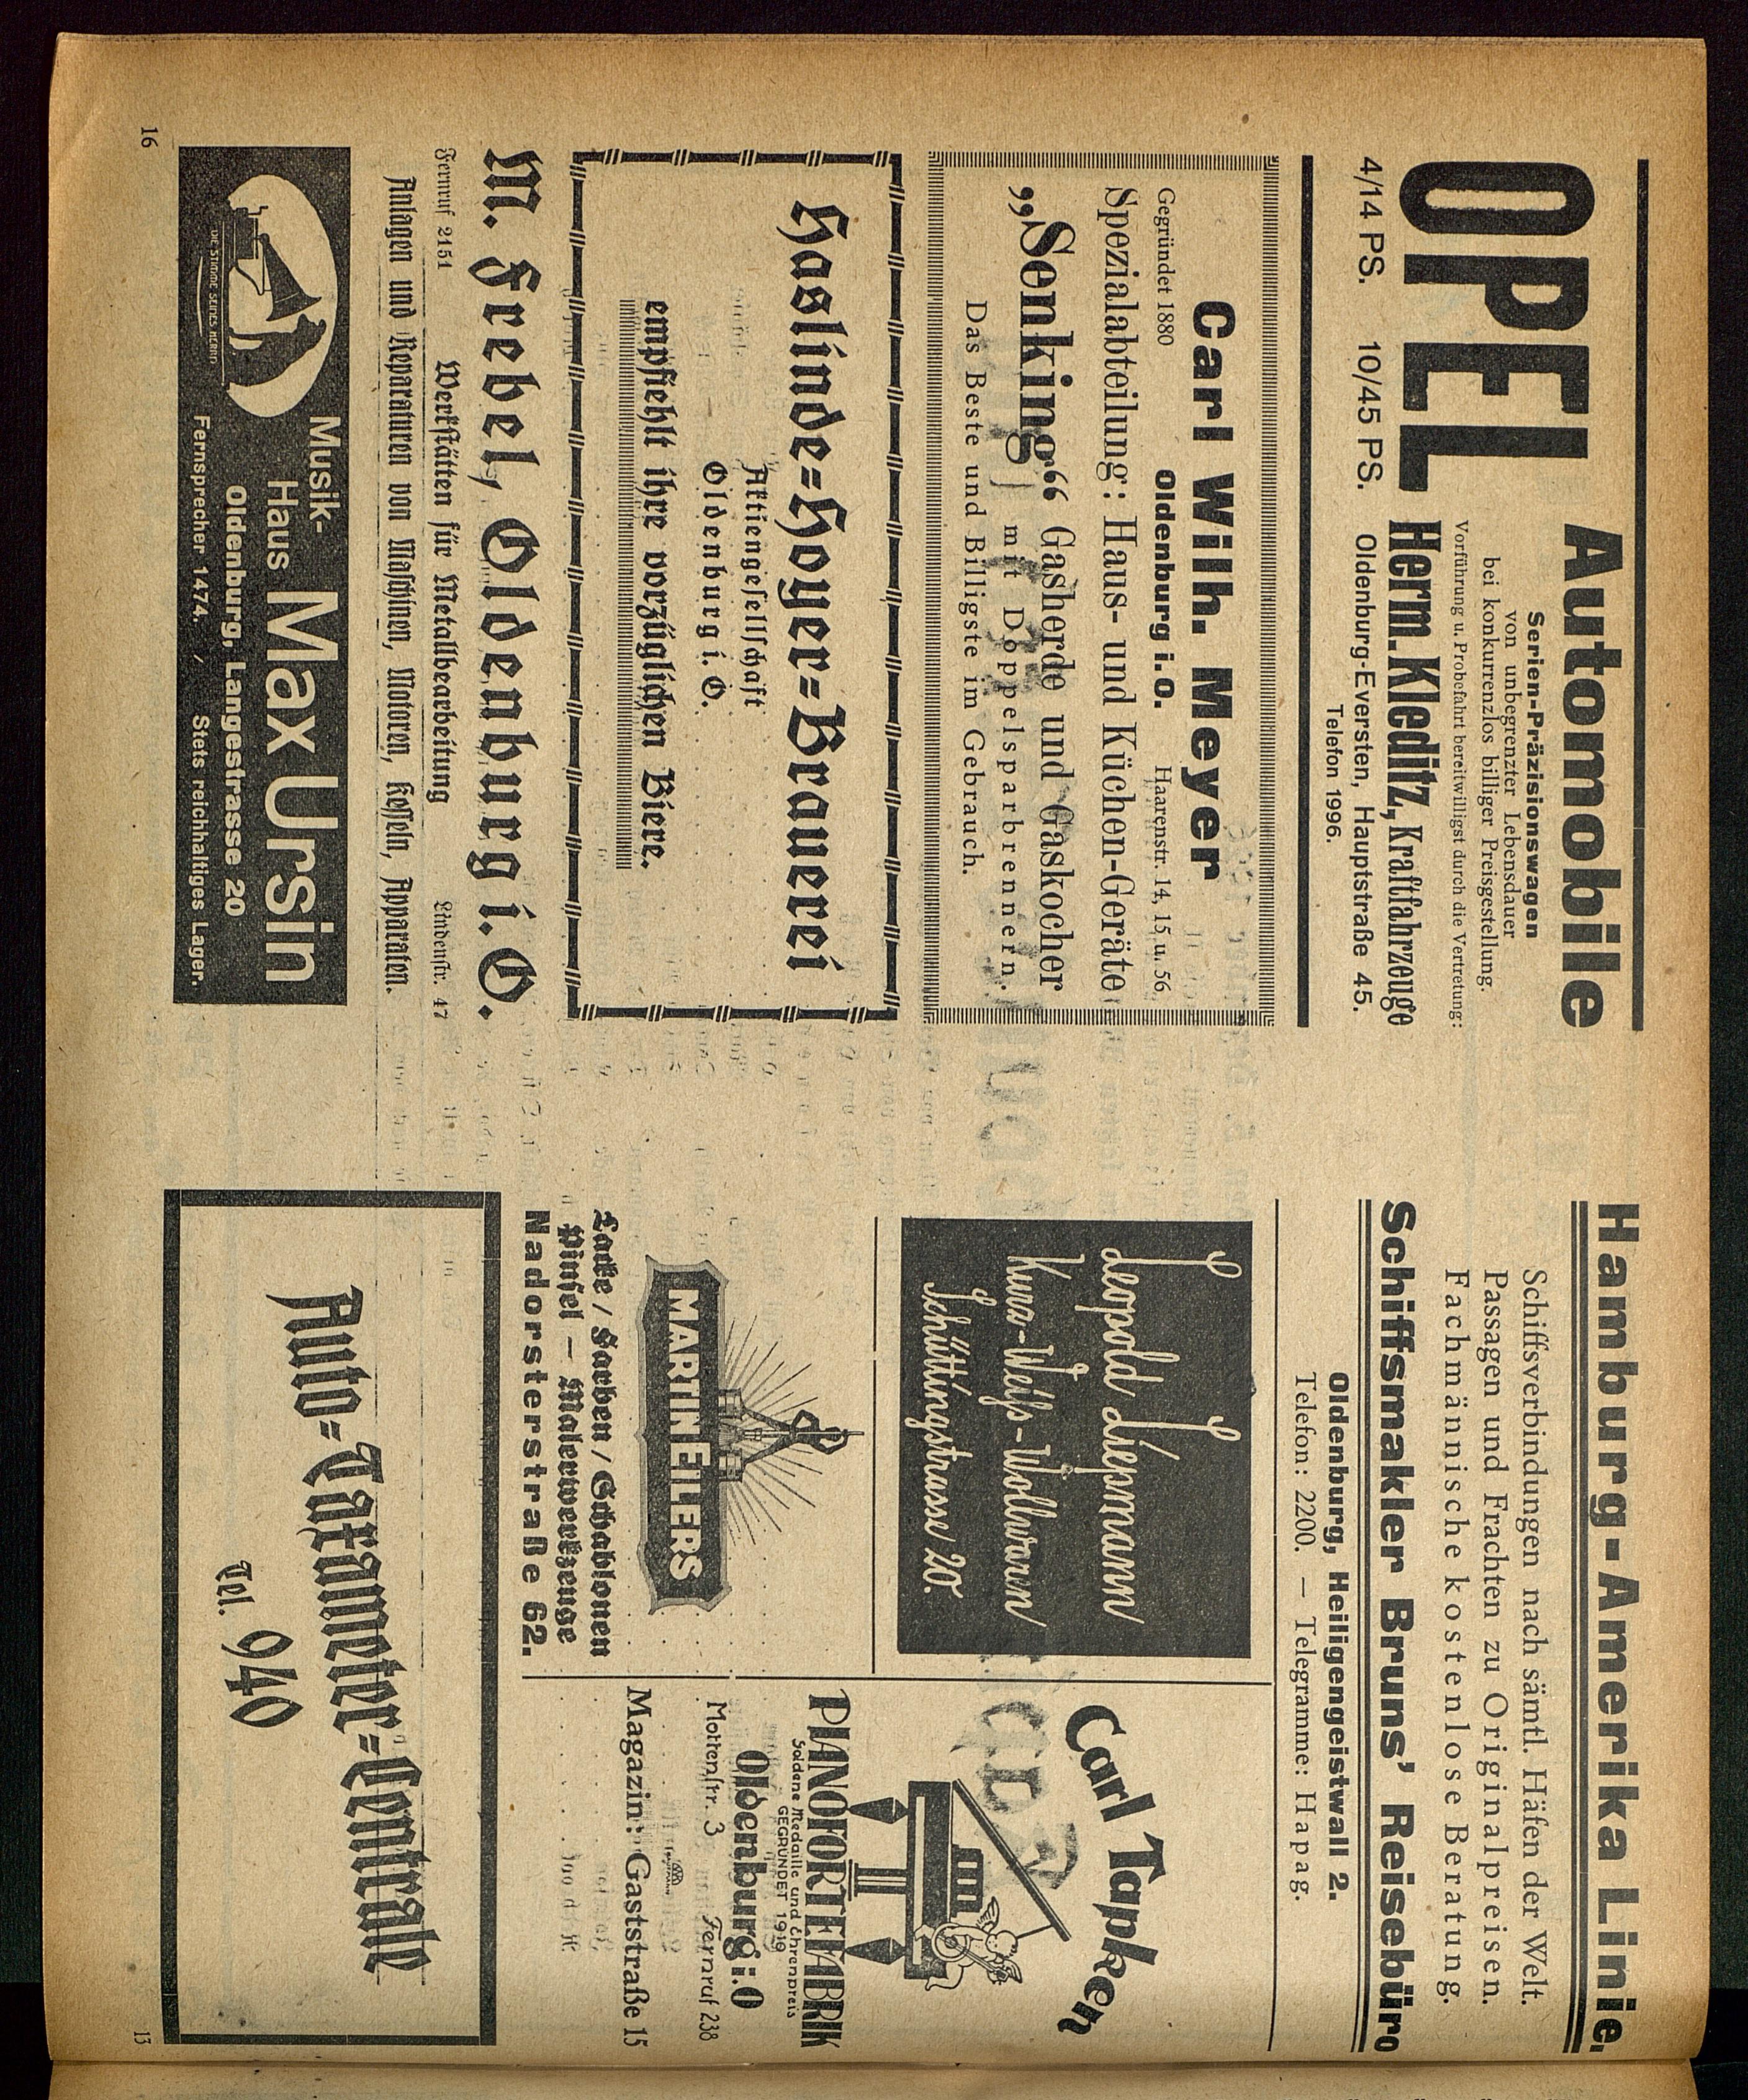 OPEL Automobile
4/14 PS. 10/45 PS.
Serien-Präzisionswagen
von unbegrenzter Lebensdauer
bei konkurrenzlos billiger Preisgestellung.
Vorführung u. Probefahrt bereitwilligst durch die Vertretung:
Herm. Kleditz, Kraftfahrzeuge
Oldenburg-Eversten, Hauptstraße 45.
Telefon 1996.
Carl Wilh. Meyer
Gegründet 1880 Oldenburg i. O. Haarenstr. 14, 15 u. 56
Spezialabteilung: Haus- und Küchen-Geräte
„Senking“ Gasherde und Gaskocher
mit Doppelsparbrennern.
Das Beste und Billigste im Gebrauch.
Haslinde-Hoyer-Brauerei
Aktiengesellschaft
Oldenburg i. O.
empfiehlt ihre vorzüglichen Biere.
M. Frebel, Oldenburg i. O.
Fernruf 2151 Werkstätten für Metallbearbeitung Lindenstr. 47
Anlagen und Reparaturen von Maschinen, Motoren, Kesseln, Apparaten.
DIE STIMME SEINES HERRN
Musik-
Haus Max Ursin
Oldenburg, Langestrasse 20
Fernsprecher 1474. / Stets reichhaltiges Lager.
16
Hamburg-Amerika Linie.
Schiffsverbindungen nach sämtl. Häfen der Welt.
Passagen und Frachten zu Originalpreisen.
Fachmännische kostenlose Beratung.
Schiffsmakler Bruns' Reisebüro
Oldenburg, Heiligengeistwall 2.
Telefon: 2200. — Telegramme: Hapag.
Leopold Liepmann
Kurz-Weiß-Wollwaren
Schüttingstrasse 20.
MARTIN EILERS
Lacke / Farben / Schablonen
Pinsel — Malerwerkzeuge
Nadorsterstraße 62.
Carl Tapken
PIANOFORTEFABRIK
Goldene Medaille und Ehrenpreis
GEGRÜNDET 1919
Oldenburg i. O
Mottenstr. 3 Fernruf 238
Magazin: Gaststraße 15
Auto-Taxameter-Zentrale
Tel. 940
13